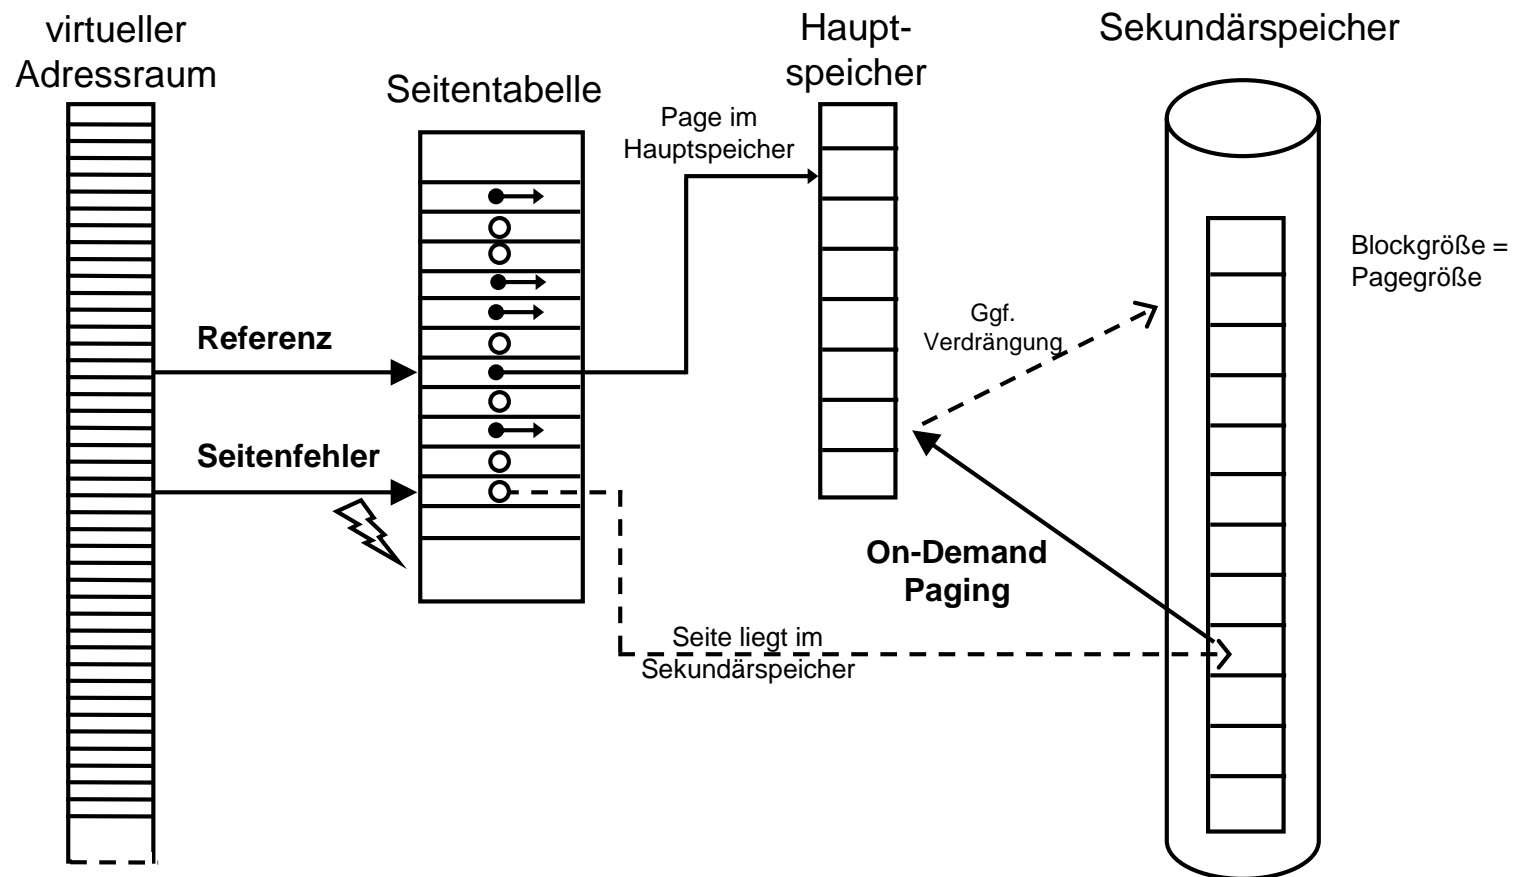 virtueller
Adressraum
Seitentabelle
Haupt-
speicher
Sekundärspeicher
Page im
Hauptspeicher
Blockgröße =
Pagegröße
Ggf.
Verdrängung
Referenz
Seitenfehler
On-Demand
Paging
Seite liegt im
Sekundärspeicher